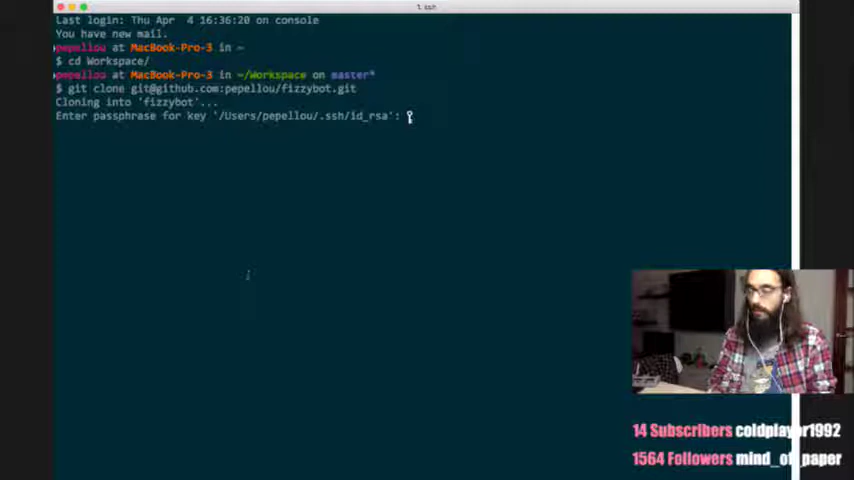 1. ssh
Last login: Thu Apr  4 16:36:20 on console
You have new mail.
pepellou at MacBook-Pro-3 in ~
$ cd Workspace/
pepellou at MacBook-Pro-3 in ~/Workspace on master*
$ git clone git@github.com:pepellou/fizzybot.git
Cloning into 'fizzybot'...
Enter passphrase for key '/Users/pepellou/.ssh/id_rsa':
14 Subscribers coldplayer1992
1564 Followers mind_of_paper